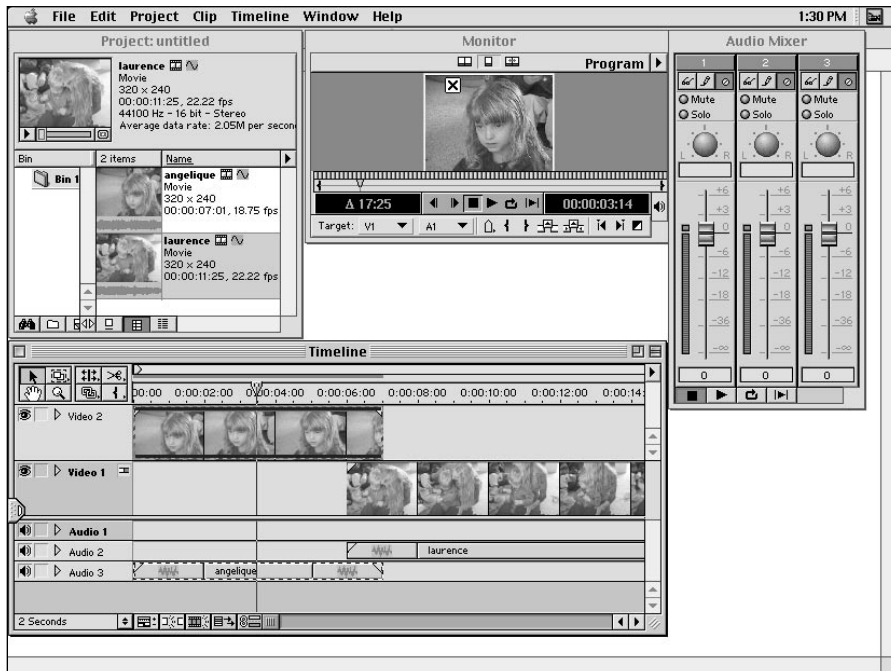 File Edit Project Clip Timeline Window Help 1:30 PM
Project: untitled
laurence
Movie
320 x 240
00:00:11:25, 22.22 fps
44100 Hz - 16 bit - Stereo
Average data rate: 2.05M per secon
Bin 2 items Name
Bin 1
angelique
Movie
320 x 240
00:00:07:01, 18.75 fps
laurence
Movie
320 x 240
00:00:11:25, 22.22 fps
Monitor
Program
Δ 17:25 00:00:03:14
Target: V1 A1
Audio Mixer
1 2 3
Mute Mute Mute
Solo Solo Solo
L R L R L R
+6 +6 +6
+3 +3 +3
0 0 0
-6 -6 -6
-12 -12 -12
-18 -18 -18
-36 -36 -36
-∞ -∞ -∞
0 0 0
Timeline
00:00 0:00:02:00 0:00:04:00 0:00:06:00 0:00:08:00 0:00:10:00 0:00:12:00 0:00:14:
Video 2
Video 1
Audio 1
Audio 2 laurence
Audio 3 angelique
2 Seconds